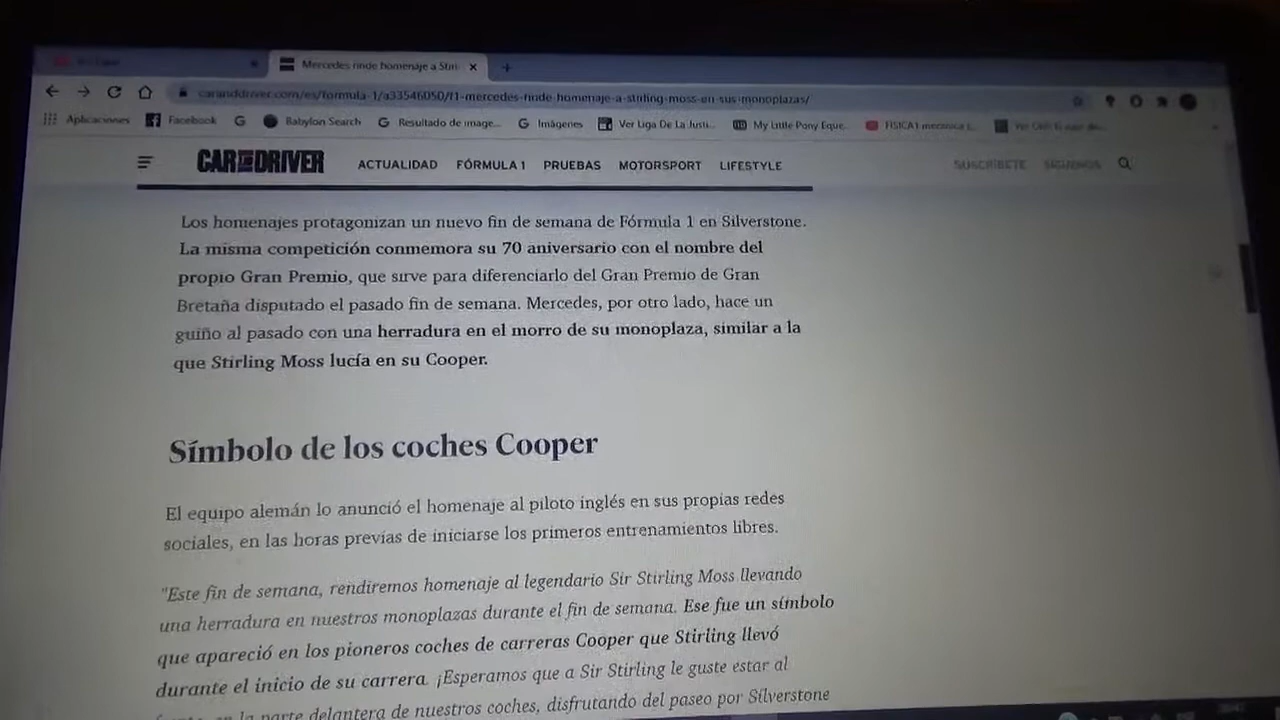 Mercedes rinde homenaje a Stirl
caranddriver.com/es/formula-1/a33546050/f1-mercedes-rinde-homenaje-a-stirling-moss-en-sus-monoplazas/
Aplicaciones Facebook Babylon Search Resultado de image... Imágenes Ver Liga De La Justi... My Little Pony Eque... FISICA1
CAR AND DRIVER ACTUALIDAD FÓRMULA 1 PRUEBAS MOTORSPORT LIFESTYLE SUSCRÍBETE SÍGUENOS
Los homenajes protagonizan un nuevo fin de semana de Fórmula 1 en Silverstone.
La misma competición conmemora su 70 aniversario con el nombre del
propio Gran Premio, que sirve para diferenciarlo del Gran Premio de Gran
Bretaña disputado el pasado fin de semana. Mercedes, por otro lado, hace un
guiño al pasado con una herradura en el morro de su monoplaza, similar a la
que Stirling Moss lucía en su Cooper.
Símbolo de los coches Cooper
El equipo alemán lo anunció el homenaje al piloto inglés en sus propias redes
sociales, en las horas previas de iniciarse los primeros entrenamientos libres.
"Este fin de semana, rendiremos homenaje al legendario Sir Stirling Moss llevando
una herradura en nuestros monoplazas durante el fin de semana. Ese fue un símbolo
que apareció en los pioneros coches de carreras Cooper que Stirling llevó
durante el inicio de su carrera. ¡Esperamos que a Sir Stirling le guste estar al
en la parte delantera de nuestros coches, disfrutando del paseo por Silverstone